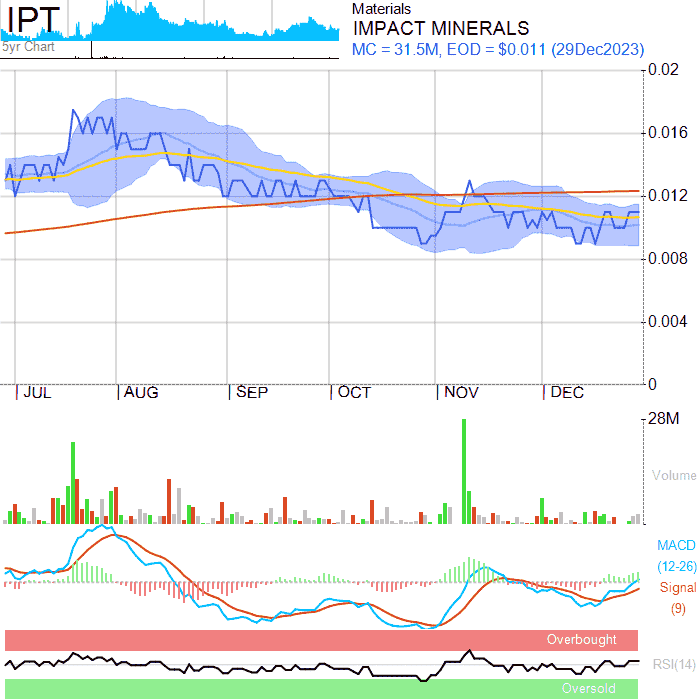 IPT
5yr Chart
Materials
IMPACT MINERALS
MC = 31.5M, EOD = $0.011 (29Dec2023)
0.02
0.016
0.012
0.008
0.004
0
JUL
AUG
SEP
OCT
NOV
DEC
28M
Volume
MACD
(12-26)
Signal
(9)
Overbought
RSI(14)
Oversold